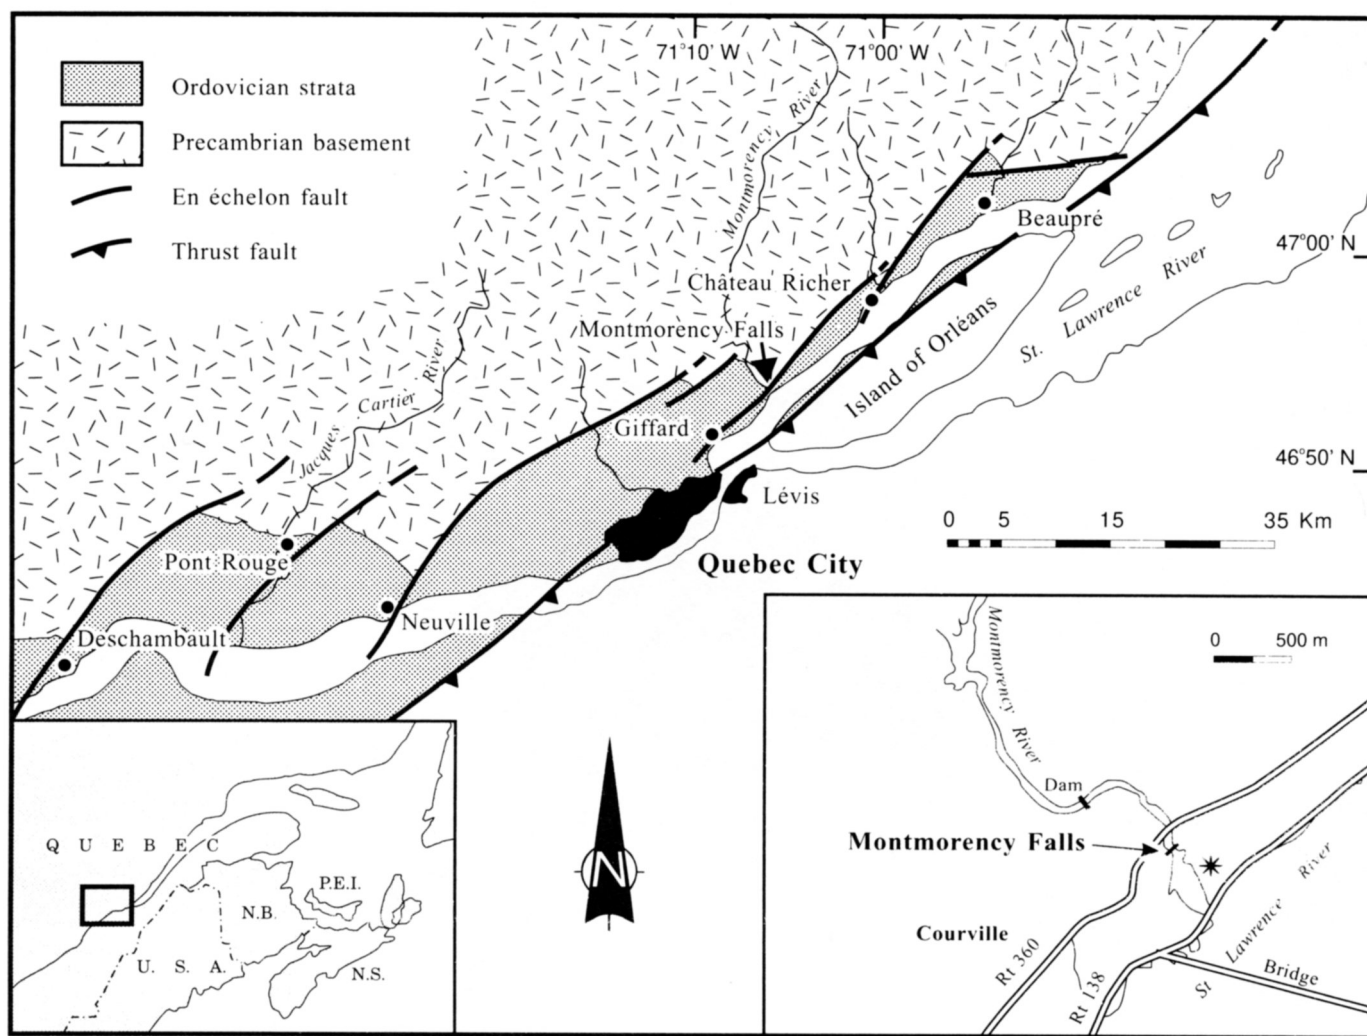 71°10' W
71°00' W
Ordovician strata
Precambrian basement
En échelon fault
Thrust fault
Montmorency River
Beaupré
47°00' N
Château Richer
Montmorency Falls
St. Lawrence River
Island of Orléans
Jacques Cartier River
Giffard
46°50' N
Lévis
0 5 15 35 Km
Pont Rouge
Quebec City
Neuville
Deschambault
Q U E B E C
P.E.I.
N.B.
U. S. A.
N.S.
N
0 500 m
Montmorency River
Dam
Montmorency Falls
Courville
Rt 360
Rt 138
St Lawrence River
Bridge